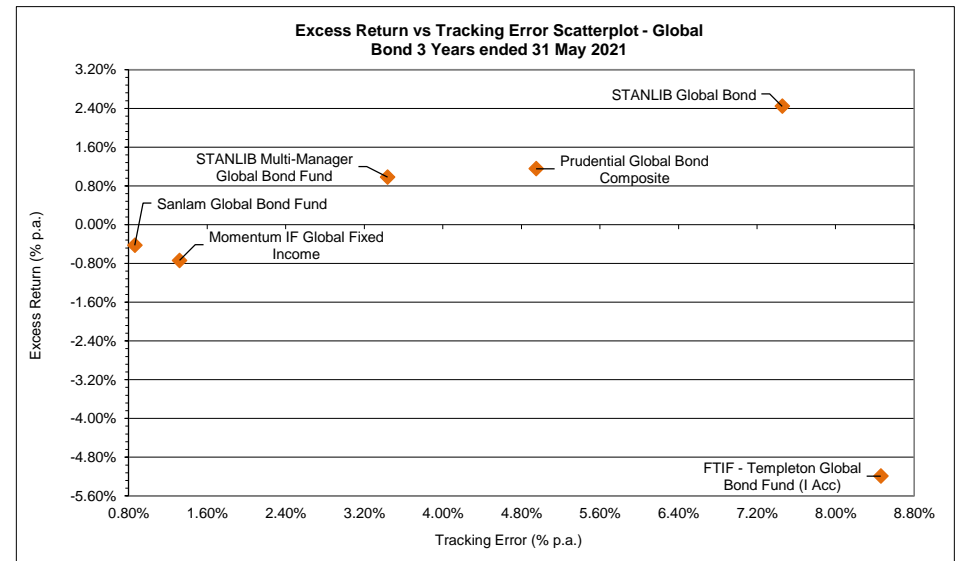 Excess Return vs Tracking Error Scatterplot - Global
Bond 3 Years ended 31 May 2021
3.20%
2.40%
1.60%
0.80%
0.00%
-0.80%
-1.60%
-2.40%
-3.20%
-4.00%
-4.80%
-5.60%
Excess Return (% p.a.)
STANLIB Global Bond
STANLIB Multi-Manager
Global Bond Fund
Prudential Global Bond
Composite
Sanlam Global Bond Fund
Momentum IF Global Fixed
Income
FTIF - Templeton Global
Bond Fund (I Acc)
0.80% 1.60% 2.40% 3.20% 4.00% 4.80% 5.60% 6.40% 7.20% 8.00% 8.80%
Tracking Error (% p.a.)